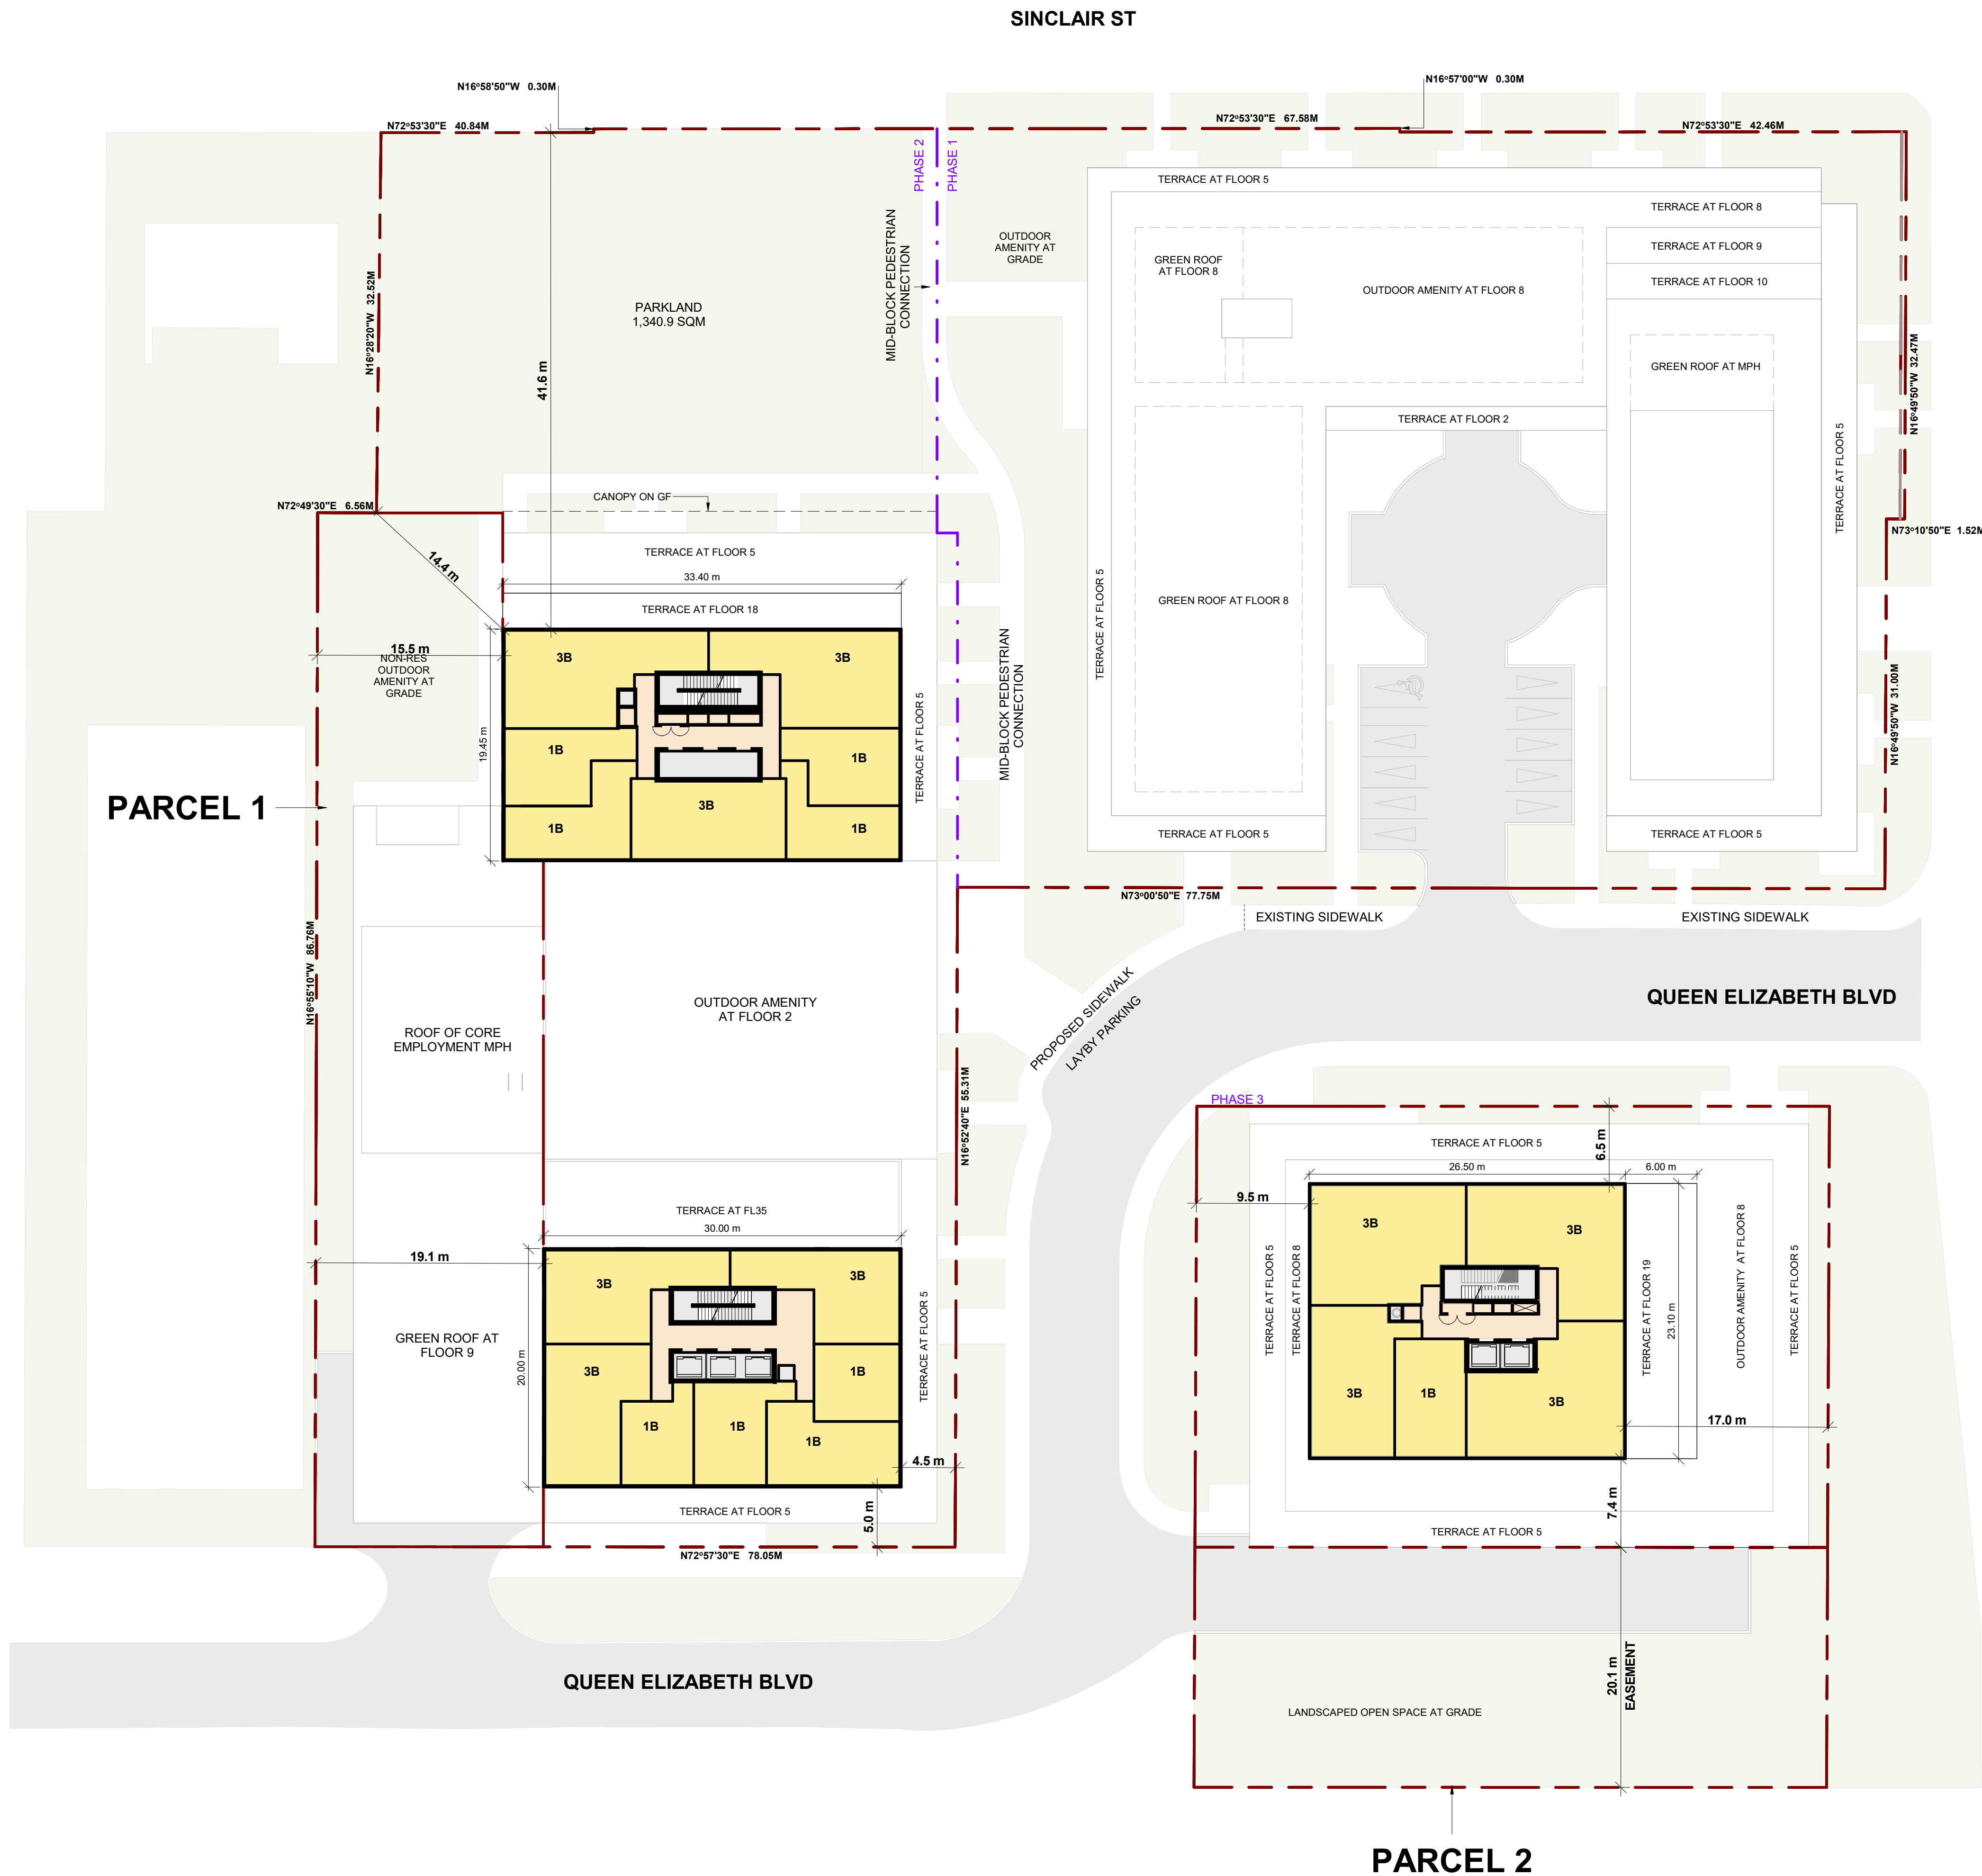 SINCLAIR ST
N16°58'50"W 0.30M
N16°57'00"W 0.30M
N72°53'30"E 40.84M
N72°53'30"E 67.58M
N72°53'30"E 42.46M
PHASE 2
PHASE 1
MID-BLOCK PEDESTRIAN
CONNECTION
OUTDOOR
AMENITY AT
GRADE
N16°28'20"W 32.52M
PARKLAND
1,340.9 SQM
41.6 m
TERRACE AT FLOOR 5
TERRACE AT FLOOR 8
TERRACE AT FLOOR 9
TERRACE AT FLOOR 10
GREEN ROOF
AT FLOOR 8
OUTDOOR AMENITY AT FLOOR 8
GREEN ROOF AT MPH
N16°49'50"W 32.47M
TERRACE AT FLOOR 2
TERRACE AT FLOOR 5
N73°10'50"E 1.52M
TERRACE AT FLOOR 5
GREEN ROOF AT FLOOR 8
N16°49'50"W 31.00M
TERRACE AT FLOOR 5
TERRACE AT FLOOR 5
N72°49'30"E 6.56M
CANOPY ON GF
14.4 m
TERRACE AT FLOOR 5
33.40 m
TERRACE AT FLOOR 18
15.5 m
NON-RES
OUTDOOR
AMENITY AT
GRADE
19.45 m
3B
3B
1B
1B
3B
1B
1B
TERRACE AT FLOOR 5
MID-BLOCK PEDESTRIAN
CONNECTION
PARCEL 1
N73°00'50"E 77.75M
EXISTING SIDEWALK
EXISTING SIDEWALK
N16°55'10"W 86.76M
OUTDOOR AMENITY
AT FLOOR 2
ROOF OF CORE
EMPLOYMENT MPH
PROPOSED SIDEWALK
LAYBY PARKING
QUEEN ELIZABETH BLVD
N16°52'40"E 55.31M
PHASE 3
TERRACE AT FL35
30.00 m
19.1 m
20.00 m
GREEN ROOF AT
FLOOR 9
3B
3B
3B
1B
1B
1B
1B
TERRACE AT FLOOR 5
4.5 m
5.0 m
TERRACE AT FLOOR 5
N72°57'30"E 78.05M
TERRACE AT FLOOR 5
6.5 m
26.50 m
6.00 m
9.5 m
TERRACE AT FLOOR 5
TERRACE AT FLOOR 8
3B
3B
3B
1B
3B
TERRACE AT FLOOR 19
23.10 m
OUTDOOR AMENITY AT FLOOR 8
TERRACE AT FLOOR 5
17.0 m
7.4 m
TERRACE AT FLOOR 5
QUEEN ELIZABETH BLVD
20.1 m
EASEMENT
LANDSCAPED OPEN SPACE AT GRADE
PARCEL 2